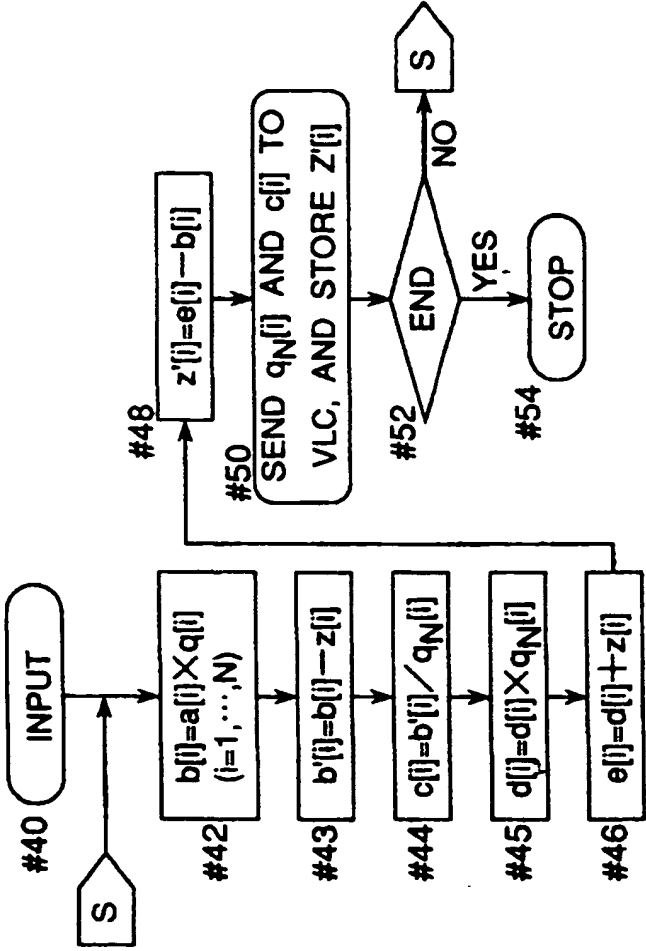 #40
INPUT
S
#42
b[i]=a[i]×q[i]
(i=1,⋯,N)
#43
b'[i]=b[i]−z[i]
#44
c[i]=b'[i]/qN[i]
#45
d[i]=d[i]×qN[i]
#46
e[i]=d[i]+z[i]
#48
z'[i]=e[i]−b[i]
#50
SEND qN[i] AND c[i] TO
VLC, AND STORE Z'[i]
#52
END
NO
S
YES
#54
STOP